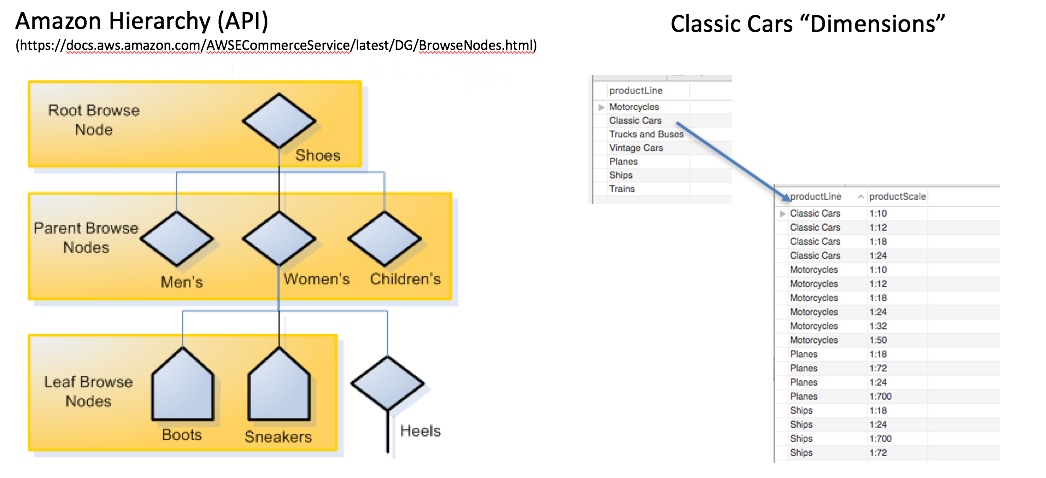 Amazon Hierarchy (API)
(https://docs.aws.amazon.com/AWSECommerceService/latest/DG/BrowseNodes.html)
Root Browse
Node
Shoes
Parent Browse
Nodes
Men's
Women's
Children's
Leaf Browse
Nodes
Boots
Sneakers
Heels
Classic Cars “Dimensions”
productLine
Motorcycles
Classic Cars
Trucks and Buses
Vintage Cars
Planes
Ships
Trains
productLine productScale
Classic Cars 1:10
Classic Cars 1:12
Classic Cars 1:18
Classic Cars 1:24
Motorcycles 1:10
Motorcycles 1:12
Motorcycles 1:18
Motorcycles 1:24
Motorcycles 1:32
Motorcycles 1:50
Planes 1:18
Planes 1:72
Planes 1:24
Planes 1:700
Ships 1:18
Ships 1:24
Ships 1:700
Ships 1:72